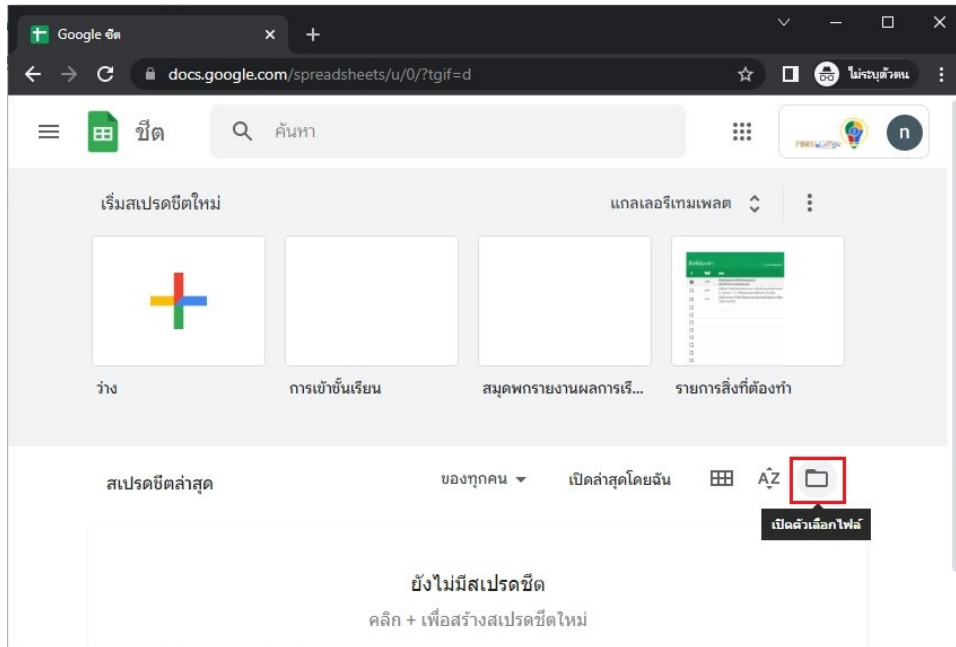 Google ชีต
docs.google.com/spreadsheets/u/0/?tgif=d
ไม่ระบุตัวตน
ชีต
ค้นหา
n
เริ่มสเปรดชีตใหม่
แกลเลอรีเทมเพลต
ว่าง
การเข้าชั้นเรียน
สมุดพกรายงานผลการเรี...
รายการสิ่งที่ต้องทำ
สเปรดชีตล่าสุด
ของทุกคน
เปิดล่าสุดโดยฉัน
AZ
เปิดตัวเลือกไฟล์
ยังไม่มีสเปรดชีต
คลิก + เพื่อสร้างสเปรดชีตใหม่